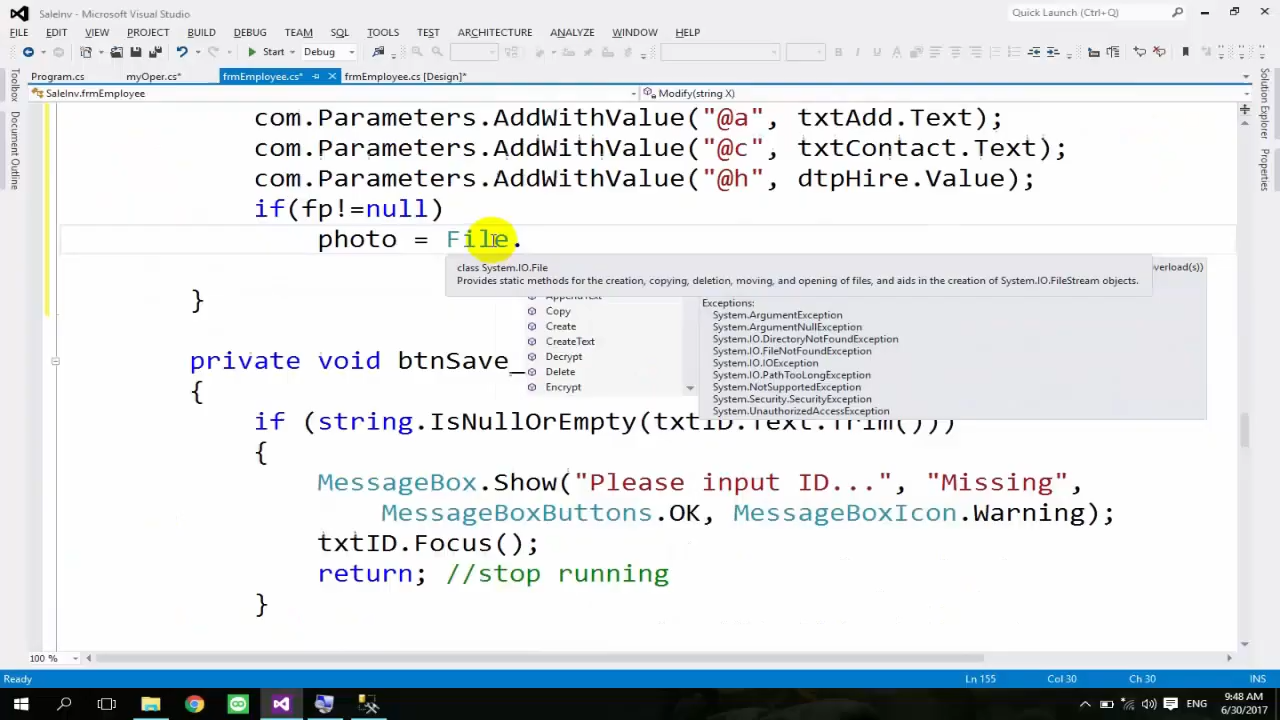 SaleInv - Microsoft Visual Studio
Quick Launch (Ctrl+Q)
FILE EDIT VIEW PROJECT BUILD DEBUG TEAM SQL TOOLS TEST ARCHITECTURE ANALYZE WINDOW HELP
Start Debug
Program.cs myOper.cs* frmEmployee.cs* frmEmployee.cs [Design]*
SaleInv.frmEmployee Modify(string X)
Toolbox
Document Outline
Solution Explorer
Properties
com.Parameters.AddWithValue("@a", txtAdd.Text);
com.Parameters.AddWithValue("@c", txtContact.Text);
com.Parameters.AddWithValue("@h", dtpHire.Value);
if(fp!=null)
photo = File.
class System.IO.File
Provides static methods for the creation, copying, deletion, moving, and opening of files, and aids in the creation of System.IO.FileStream objects.
verload(s))
AppendText
Copy
Create
CreateText
Decrypt
Delete
Encrypt
Exceptions:
System.ArgumentException
System.ArgumentNullException
System.IO.DirectoryNotFoundException
System.IO.FileNotFoundException
System.IO.IOException
System.IO.PathTooLongException
System.NotSupportedException
System.Security.SecurityException
System.UnauthorizedAccessException
}
private void btnSave_
{
if (string.IsNullOrEmpty(txtID.Text.Trim()))
{
MessageBox.Show("Please input ID...", "Missing",
MessageBoxButtons.OK, MessageBoxIcon.Warning);
txtID.Focus();
return; //stop running
}
100 %
Ready Ln 155 Col 30 Ch 30 INS
ENG
9:48 AM
6/30/2017